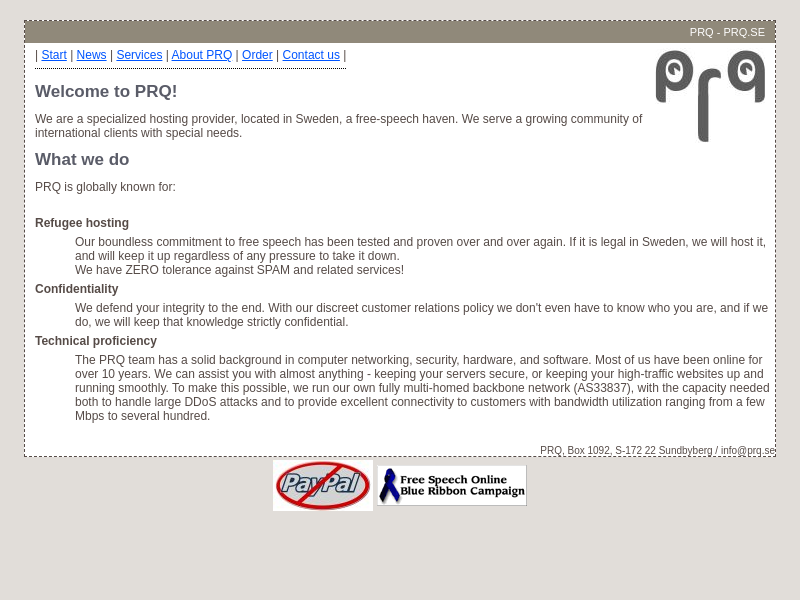 PRQ - PRQ.SE
| Start | News | Services | About PRQ | Order | Contact us |
prq
Welcome to PRQ!
We are a specialized hosting provider, located in Sweden, a free-speech haven. We serve a growing community of
international clients with special needs.
What we do
PRQ is globally known for:
Refugee hosting
Our boundless commitment to free speech has been tested and proven over and over again. If it is legal in Sweden, we will host it,
and will keep it up regardless of any pressure to take it down.
We have ZERO tolerance against SPAM and related services!
Confidentiality
We defend your integrity to the end. With our discreet customer relations policy we don't even have to know who you are, and if we
do, we will keep that knowledge strictly confidential.
Technical proficiency
The PRQ team has a solid background in computer networking, security, hardware, and software. Most of us have been online for
over 10 years. We can assist you with almost anything - keeping your servers secure, or keeping your high-traffic websites up and
running smoothly. To make this possible, we run our own fully multi-homed backbone network (AS33837), with the capacity needed
both to handle large DDoS attacks and to provide excellent connectivity to customers with bandwidth utilization ranging from a few
Mbps to several hundred.
PRQ, Box 1092, S-172 22 Sundbyberg / info@prq.se
PayPal
Free Speech Online
Blue Ribbon Campaign